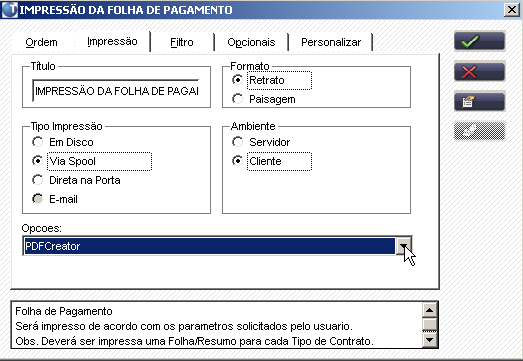 IMPRESSÃO DA FOLHA DE PAGAMENTO
Ordem Impressão Filtro Opcionais Personalizar
Título
IMPRESSÃO DA FOLHA DE PAGAI
Formato
Retrato
Paisagem
Tipo Impressão
Em Disco
Via Spool
Direta na Porta
E-mail
Ambiente
Servidor
Cliente
Opcoes:
PDFCreator
Folha de Pagamento
Será impresso de acordo com os parametros solicitados pelo usuario.
Obs. Deverá ser impressa uma Folha/Resumo para cada Tipo de Contrato.